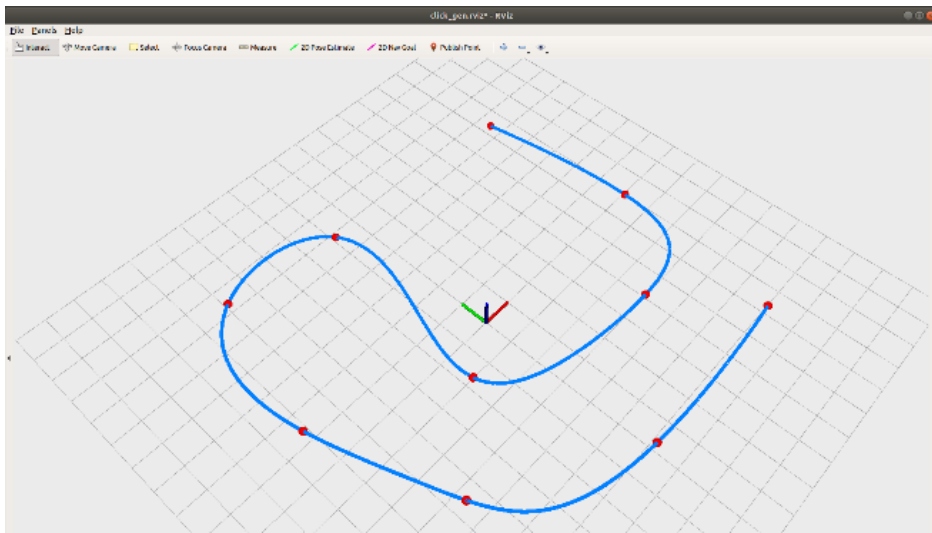 click_gen.rviz* - RViz
File Panels Help
Interact Move Camera Select Focus Camera Measure 2D Pose Estimate 2D Nav Goal Publish Point